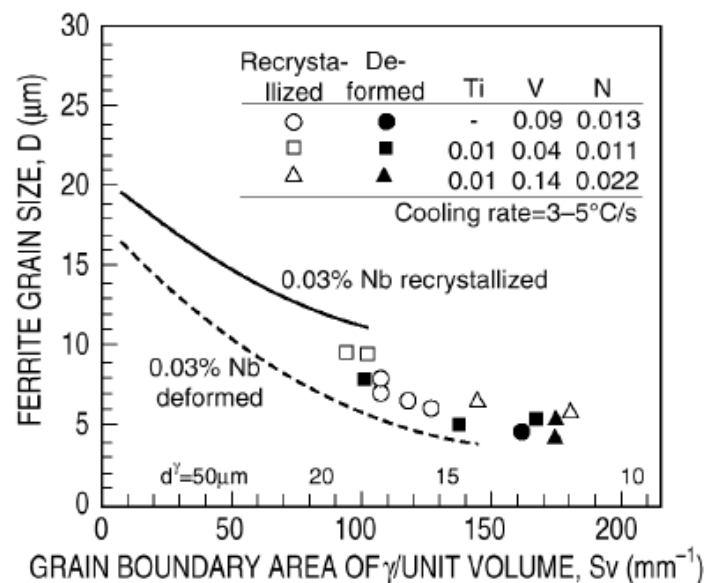 30
25
20
15
10
5
0
FERRITE GRAIN SIZE, D (μm)
Recrysta- De-
llized formed Ti V N
- 0.09 0.013
0.01 0.04 0.011
0.01 0.14 0.022
Cooling rate=3–5°C/s
0.03% Nb recrystallized
0.03% Nb
deformed
dᵞ=50μm 20 15 10
0 50 100 150 200
GRAIN BOUNDARY AREA OF γ/UNIT VOLUME, Sv (mm⁻¹)